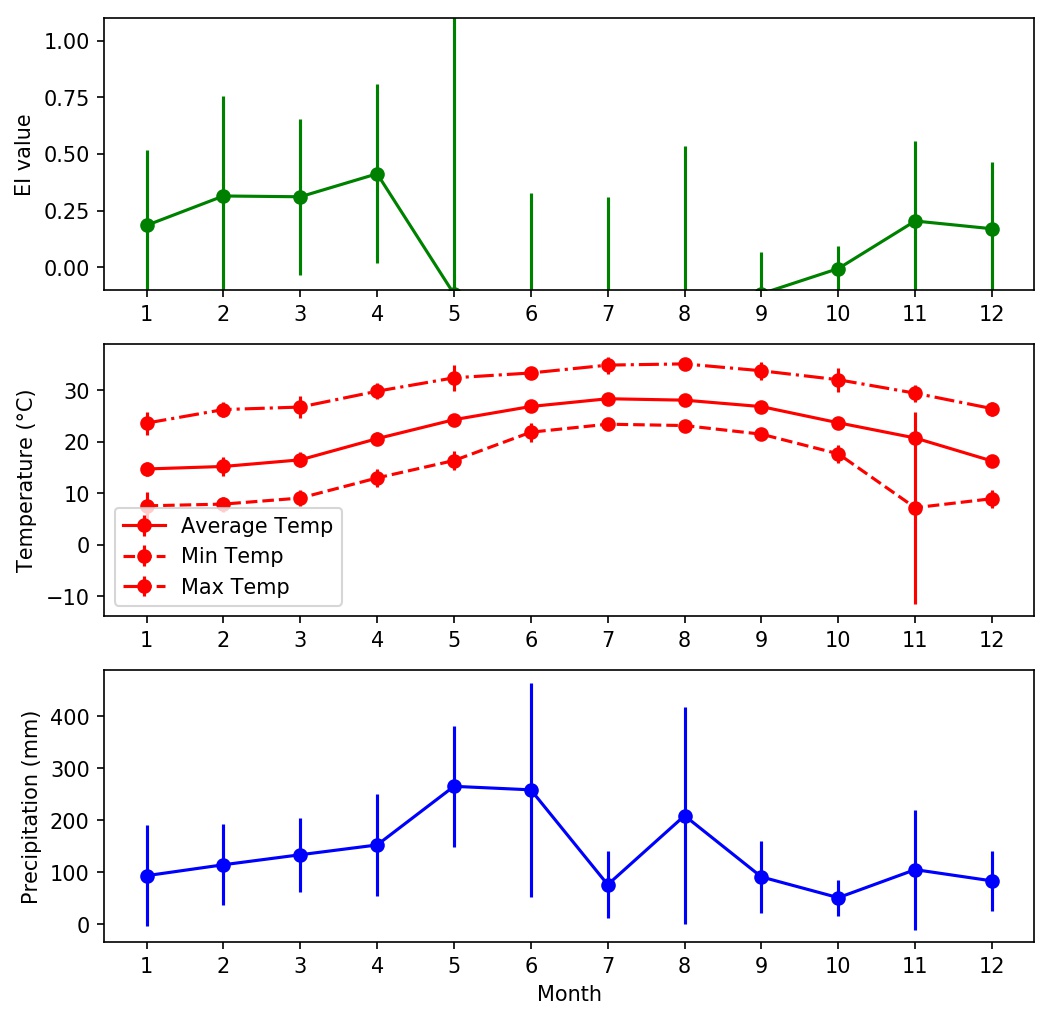 EI value
1.00
0.75
0.50
0.25
0.00
1 2 3 4 5 6 7 8 9 10 11 12
Temperature (°C)
30
20
10
0
−10
Average Temp
Min Temp
Max Temp
1 2 3 4 5 6 7 8 9 10 11 12
Precipitation (mm)
400
300
200
100
0
1 2 3 4 5 6 7 8 9 10 11 12
Month